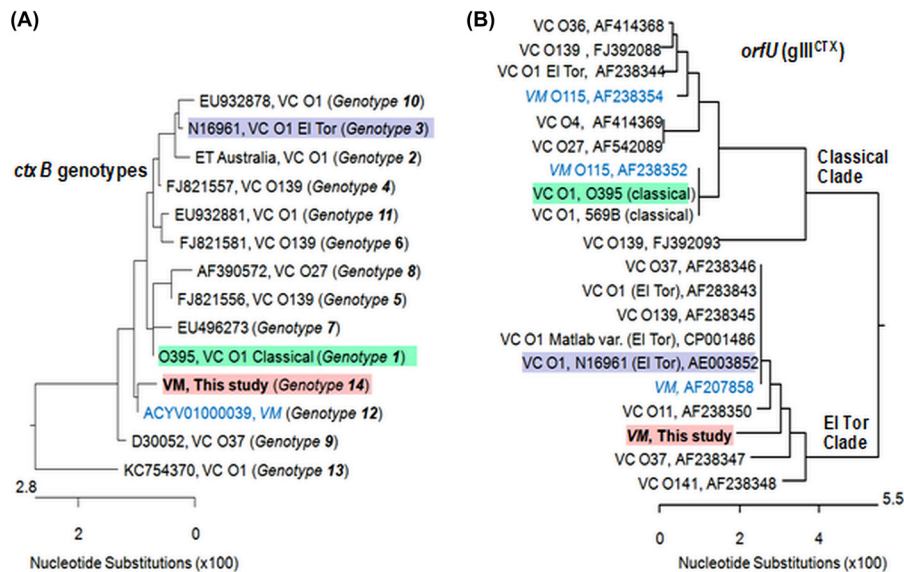 (A)
ctx B genotypes
EU932878, VC O1 (Genotype 10)
N16961, VC O1 El Tor (Genotype 3)
ET Australia, VC O1 (Genotype 2)
FJ821557, VC O139 (Genotype 4)
EU932881, VC O1 (Genotype 11)
FJ821581, VC O139 (Genotype 6)
AF390572, VC O27 (Genotype 8)
FJ821556, VC O139 (Genotype 5)
EU496273 (Genotype 7)
O395, VC O1 Classical (Genotype 1)
VM, This study (Genotype 14)
ACYV01000039, VM (Genotype 12)
D30052, VC O37 (Genotype 9)
KC754370, VC O1 (Genotype 13)
2.8
2 0
Nucleotide Substitutions (x100)
(B)
orfU (gIIICTX)
VC O36, AF414368
VC O139 , FJ392088
VC O1 El Tor, AF238344
VM O115, AF238354
VC O4, AF414369
VC O27, AF542089
VM O115, AF238352
VC O1, O395 (classical)
VC O1, 569B (classical)
VC O139, FJ392093
Classical
Clade
VC O37, AF238346
VC O1 (El Tor), AF283843
VC O139, AF238345
VC O1 Matlab var. (El Tor), CP001486
VC O1, N16961 (El Tor), AE003852
VM, AF207858
VC O11, AF238350
VM, This study
VC O37, AF238347
VC O141, AF238348
El Tor
Clade
5.5
0 2 4
Nucleotide Substitutions (x100)